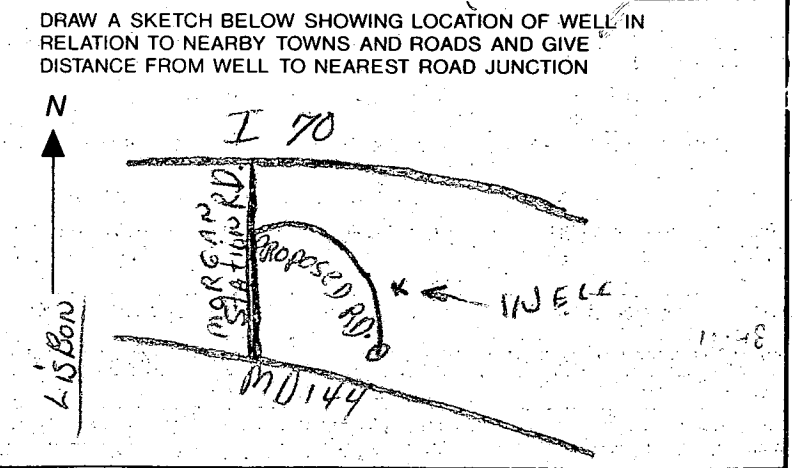 DRAW A SKETCH BELOW SHOWING LOCATION OF WELL IN
RELATION TO NEARBY TOWNS AND ROADS AND GIVE
DISTANCE FROM WELL TO NEAREST ROAD JUNCTION
N
I 70
MORGAN
STATION RD.
PROPOSED RD.
WELL
LISBON
MD 144